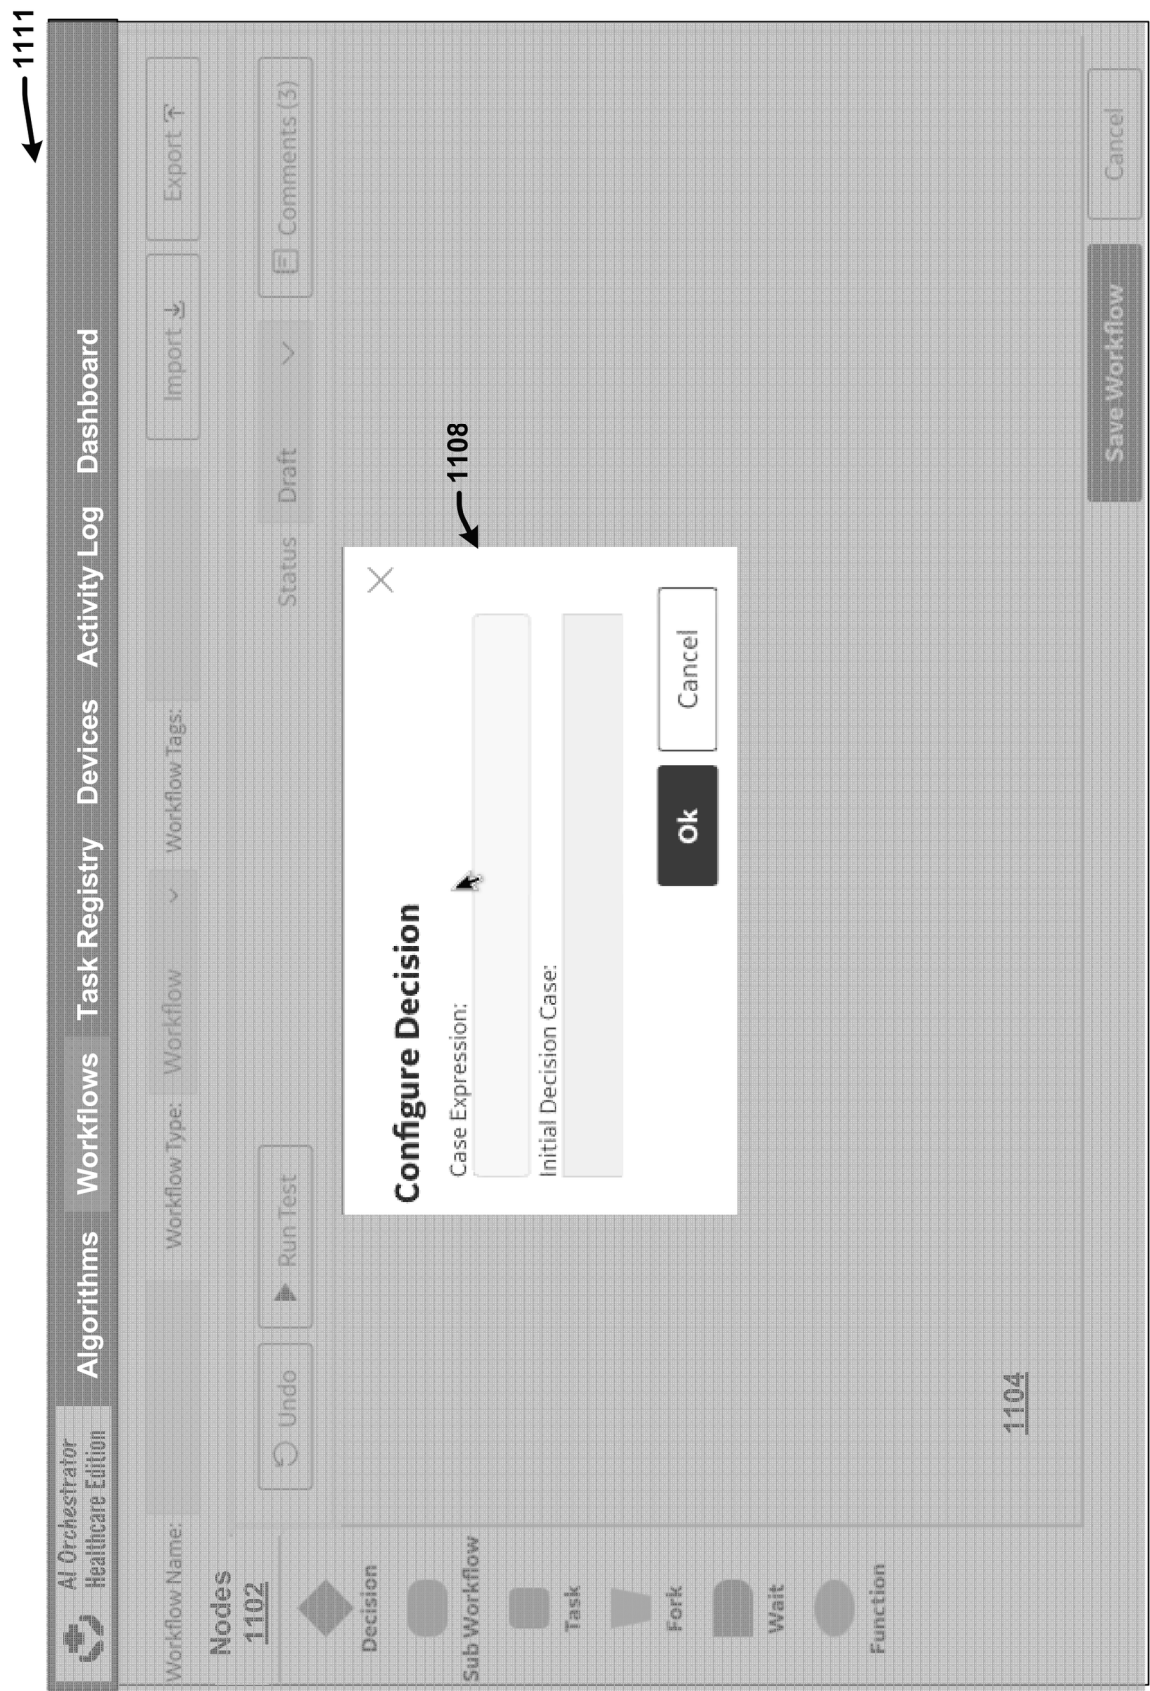 1111
AI Orchestrator
Healthcare Edition
Algorithms Workflows Task Registry Devices Activity Log Dashboard
Workflow Name: Workflow Type: Workflow Workflow Tags: Import Export
Nodes
1102
Undo Run Test Status Draft Comments (3)
Decision
Sub Workflow
Task
Fork
Wait
Function
1108
Configure Decision
Case Expression:
Initial Decision Case:
Ok Cancel
1104
Save Workflow Cancel